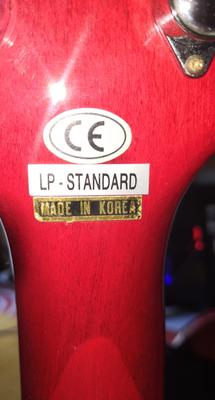 CE
LP - STANDARD
MADE IN KOREA